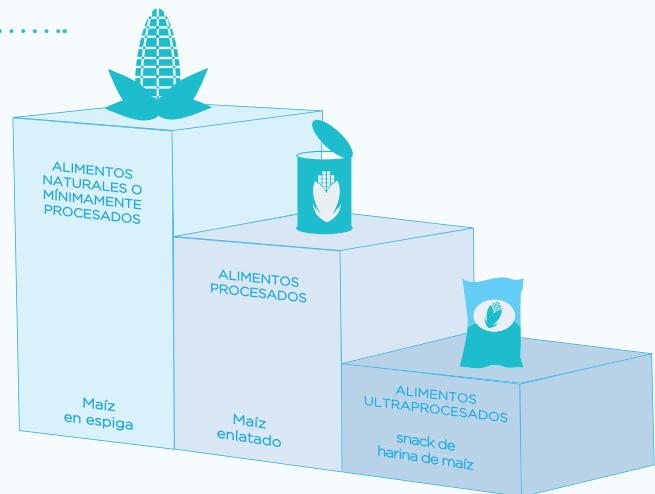 ALIMENTOS
NATURALES O
MÍNIMAMENTE
PROCESADOS
Maíz
en espiga
ALIMENTOS
PROCESADOS
Maíz
enlatado
ALIMENTOS
ULTRAPROCESADOS
snack de
harina de maíz